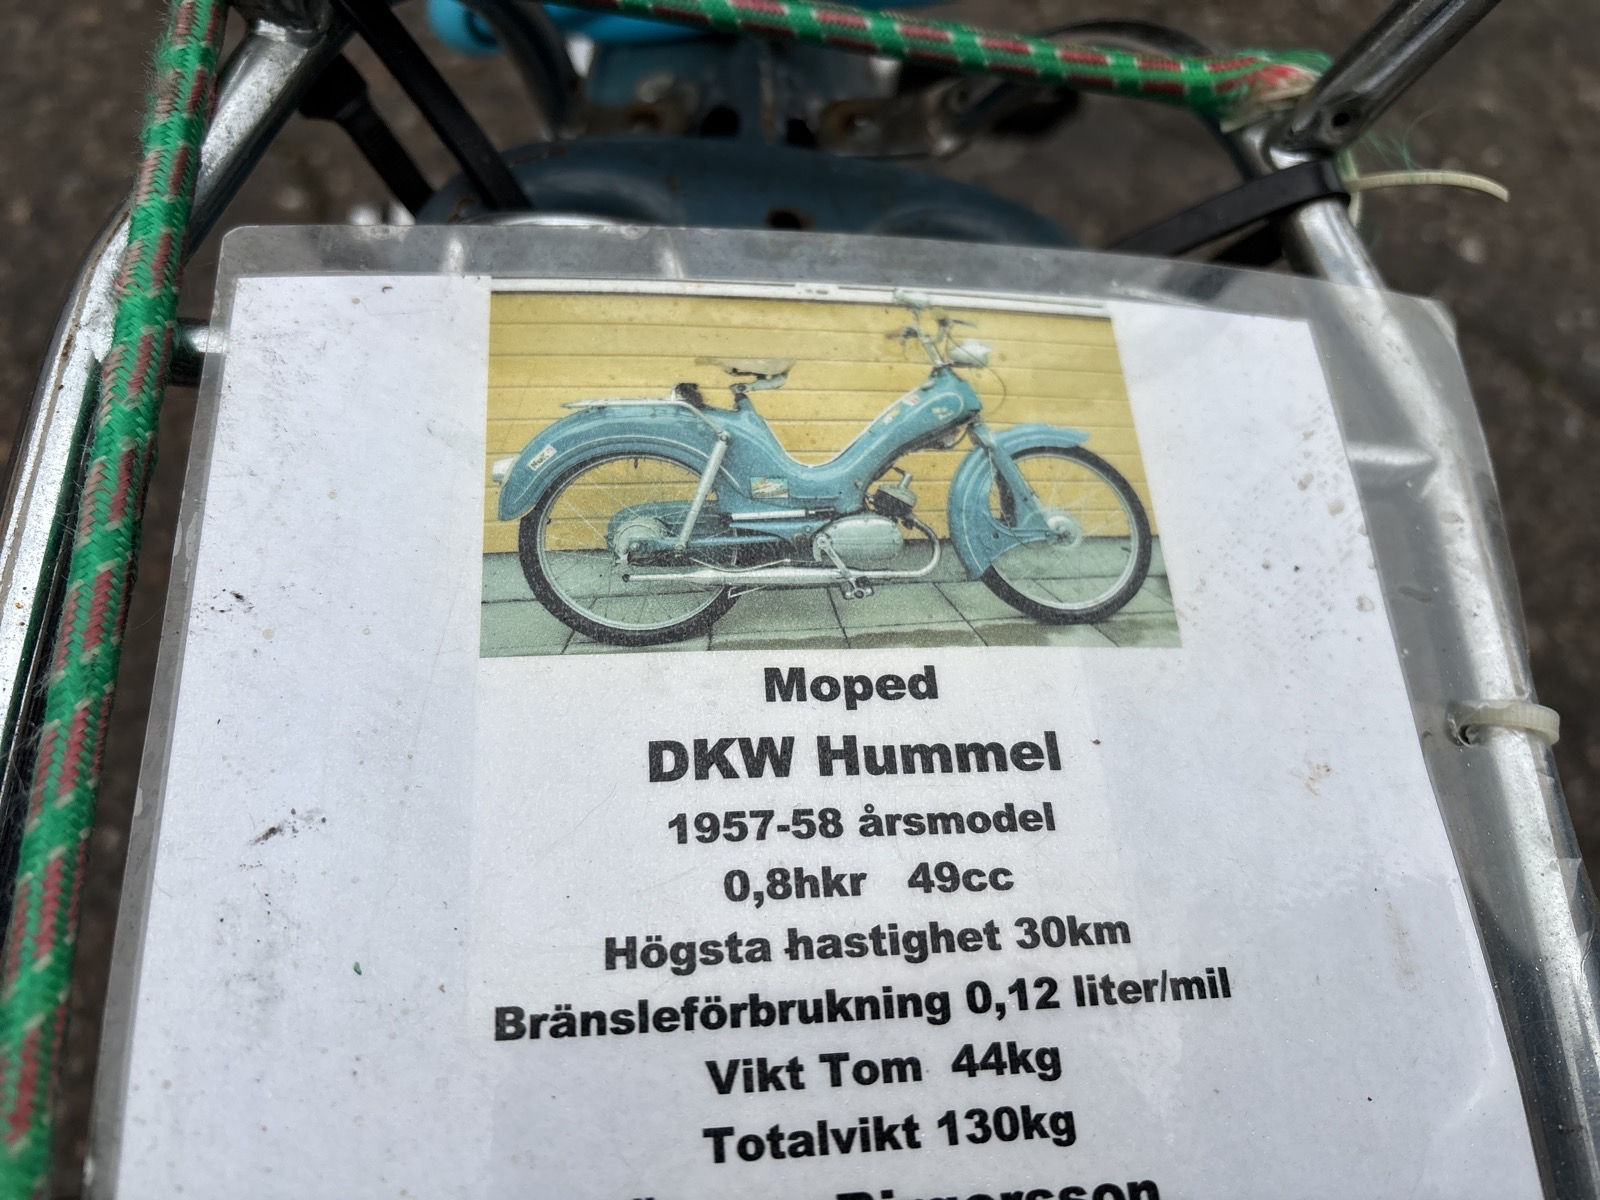 Moped
DKW Hummel
1957-58 årsmodel
0,8hkr 49cc
Högsta hastighet 30km
Bränsleförbrukning 0,12 liter/mil
Vikt Tom 44kg
Totalvikt 130kg
Birgersson